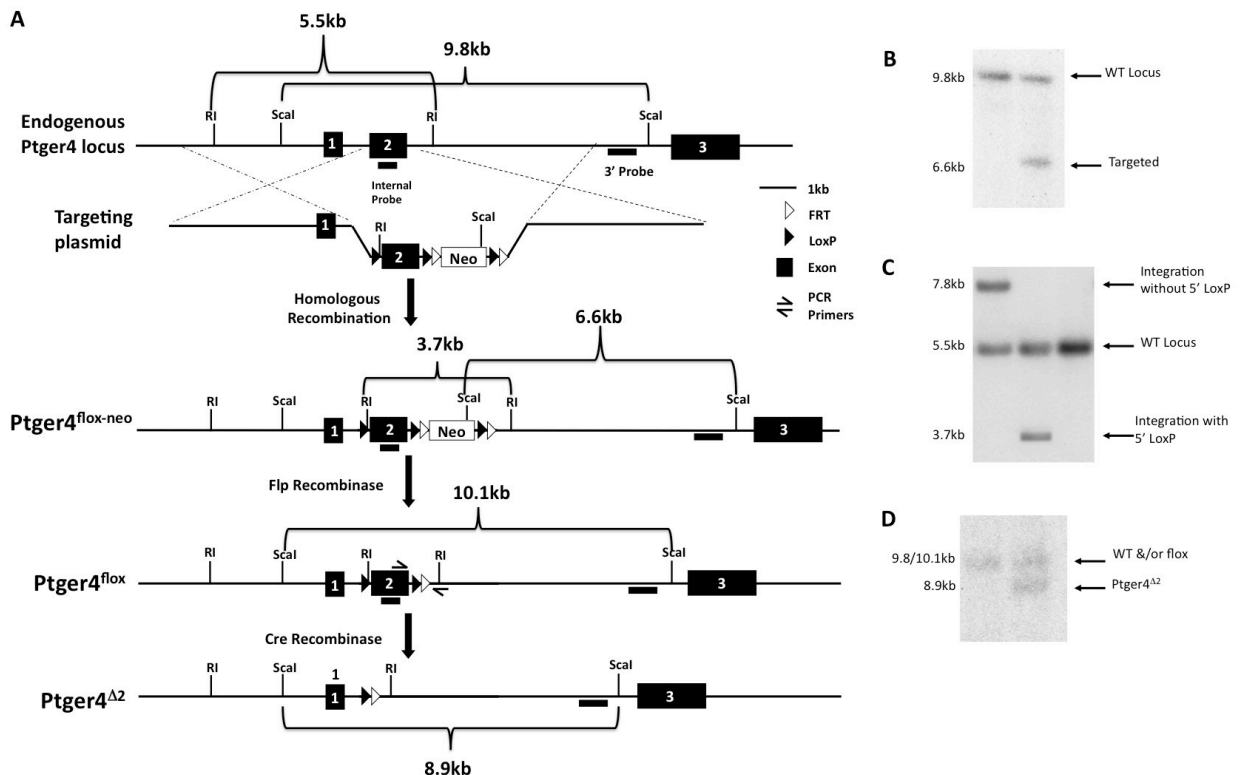 A
5.5kb
9.8kb
RI
ScaI
RI
ScaI
Endogenous
Ptger4 locus
1
2
3
Internal
Probe
3' Probe
Targeting
plasmid
1
RI
ScaI
2
Neo
1kb
FRT
LoxP
Exon
PCR
Primers
Homologous
Recombination
3.7kb
6.6kb
RI
ScaI
RI
ScaI
RI
ScaI
Ptger4flox-neo
1
2
Neo
3
Flp Recombinase
10.1kb
RI
ScaI
RI
RI
ScaI
Ptger4flox
1
2
3
Cre Recombinase
RI
ScaI
1
RI
ScaI
Ptger4Δ2
1
3
8.9kb
B
9.8kb
WT Locus
6.6kb
Targeted
C
7.8kb
Integration
without 5' LoxP
5.5kb
WT Locus
3.7kb
Integration with
5' LoxP
D
9.8/10.1kb
WT &/or flox
8.9kb
Ptger4Δ2